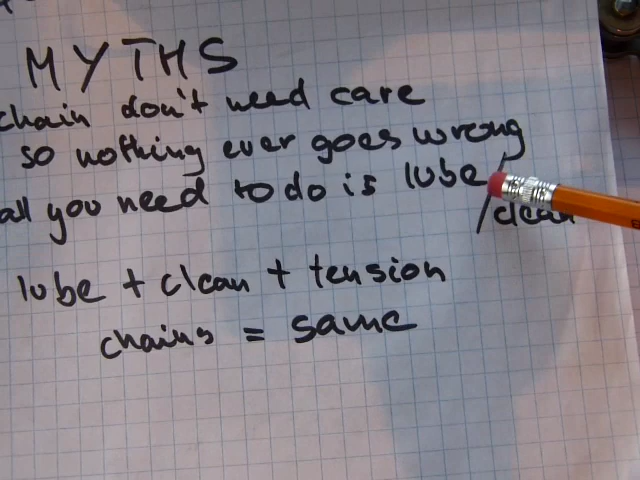 MYTHS
chain don't need care
so nothing ever goes wrong
all you need to do is lube/
/clean
lube + clean + tension
chains = same